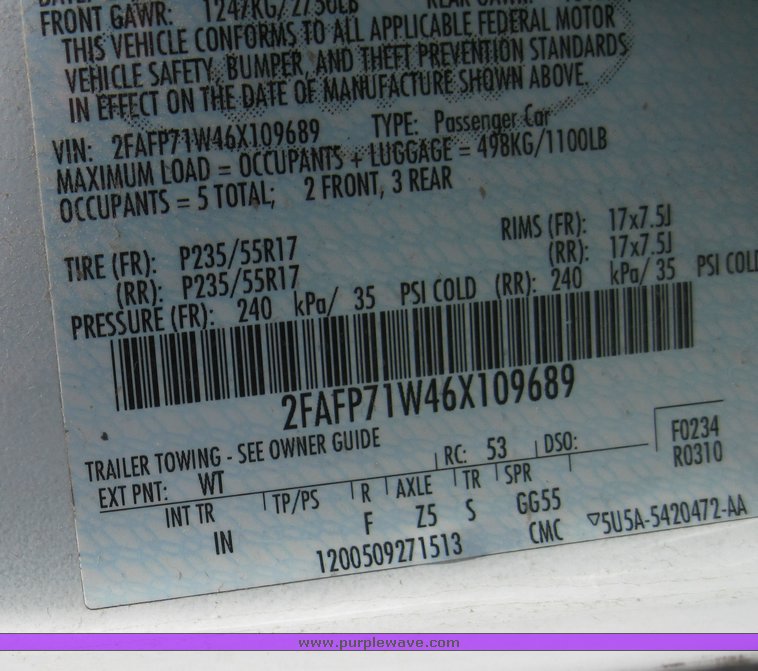 FRONT GAWR: 1247KG/2750LB
THIS VEHICLE CONFORMS TO ALL APPLICABLE FEDERAL MOTOR
VEHICLE SAFETY, BUMPER, AND THEFT PREVENTION STANDARDS
IN EFFECT ON THE DATE OF MANUFACTURE SHOWN ABOVE.
VIN: 2FAFP71W46X109689 TYPE: Passenger Car
MAXIMUM LOAD = OCCUPANTS + LUGGAGE = 498KG/1100LB
OCCUPANTS = 5 TOTAL; 2 FRONT, 3 REAR
TIRE (FR): P235/55R17 RIMS (FR): 17x7.5J
(RR): P235/55R17 (RR): 17x7.5J
PRESSURE (FR): 240 kPa/ 35 PSI COLD (RR): 240 kPa/ 35 PSI COLD
2FAFP71W46X109689
TRAILER TOWING - SEE OWNER GUIDE
EXT PNT: WT RC: 53 DSO: F0234
R0310
INT TR TP/PS R AXLE TR SPR
IN F Z5 S GG55
1200509271513 CMC ▽5U5A-5420472-AA
www.purplewave.com